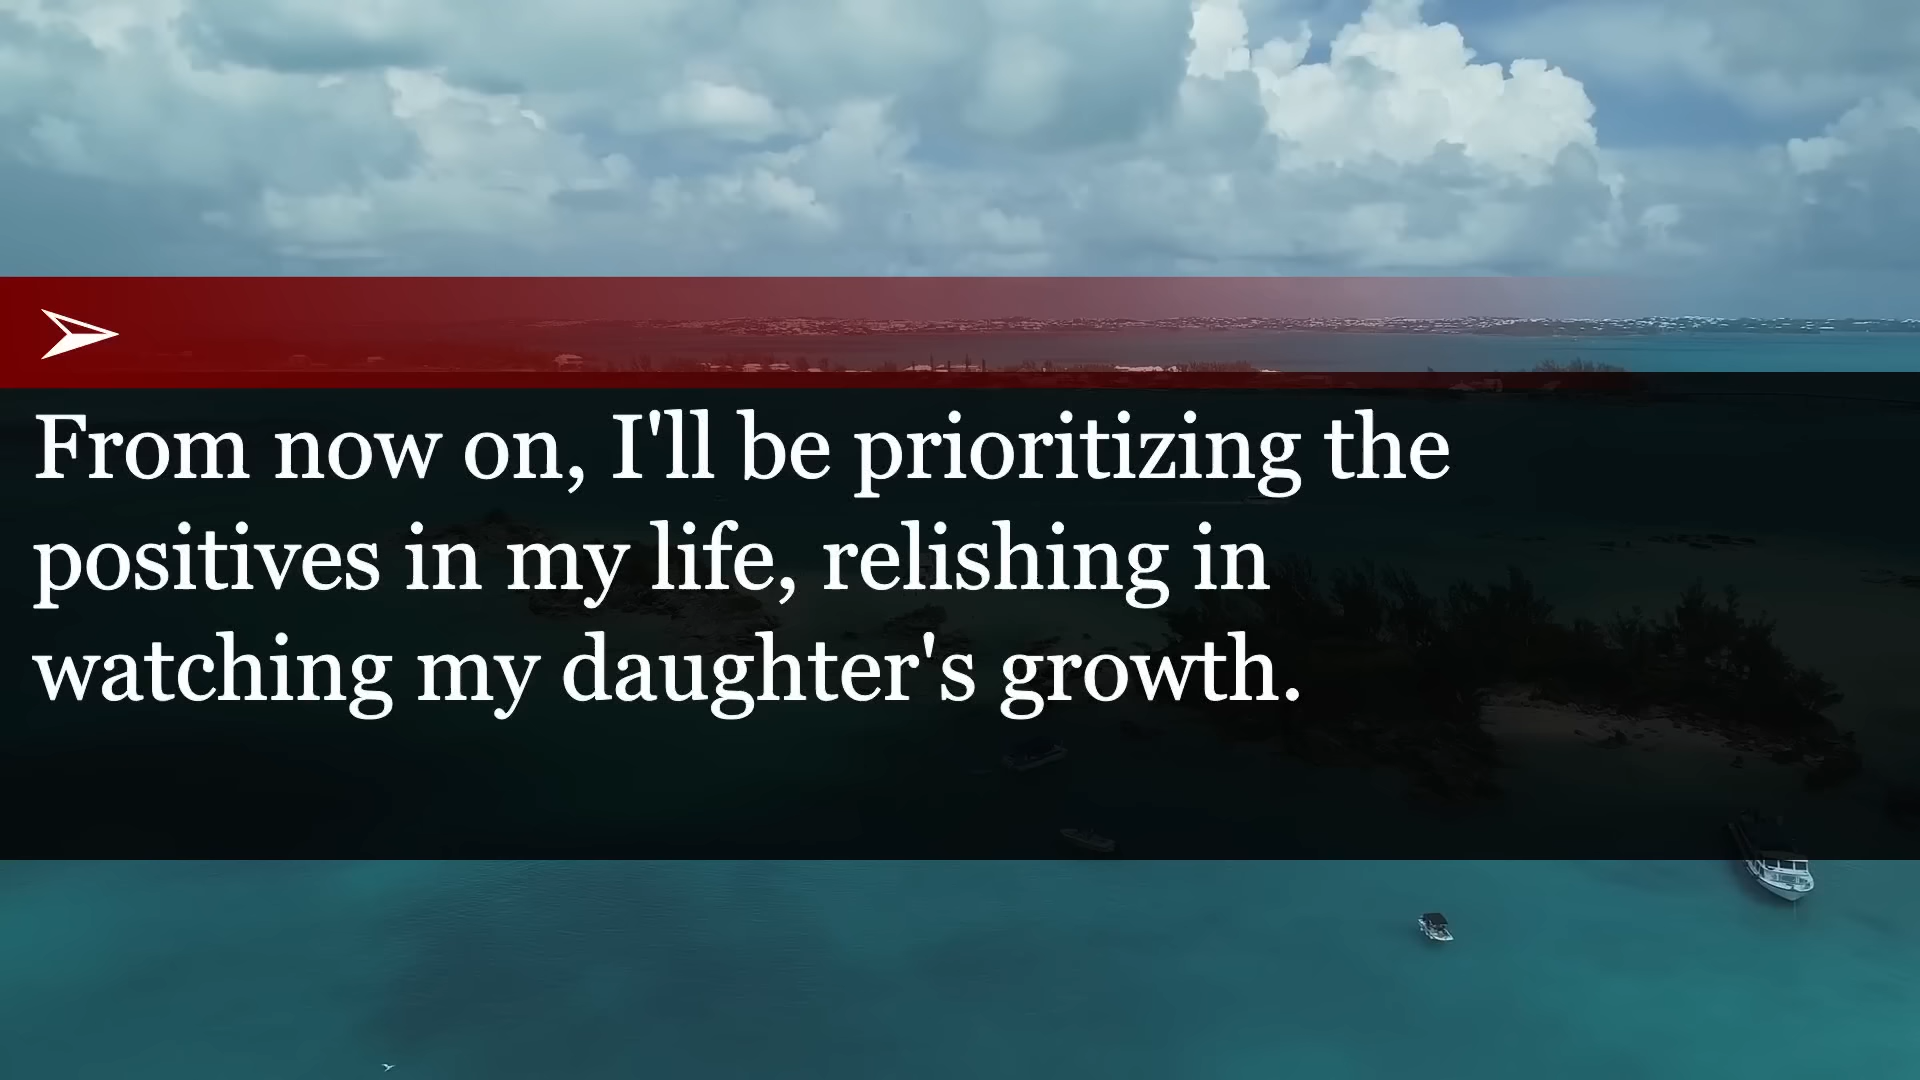 From now on, I'll be prioritizing the
positives in my life, relishing in
watching my daughter's growth.